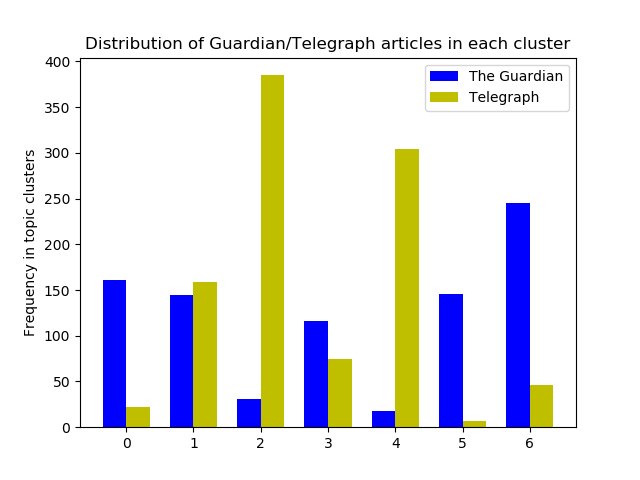 Distribution of Guardian/Telegraph articles in each cluster
The Guardian
Telegraph
Frequency in topic clusters
400
350
300
250
200
150
100
50
0
0 1 2 3 4 5 6